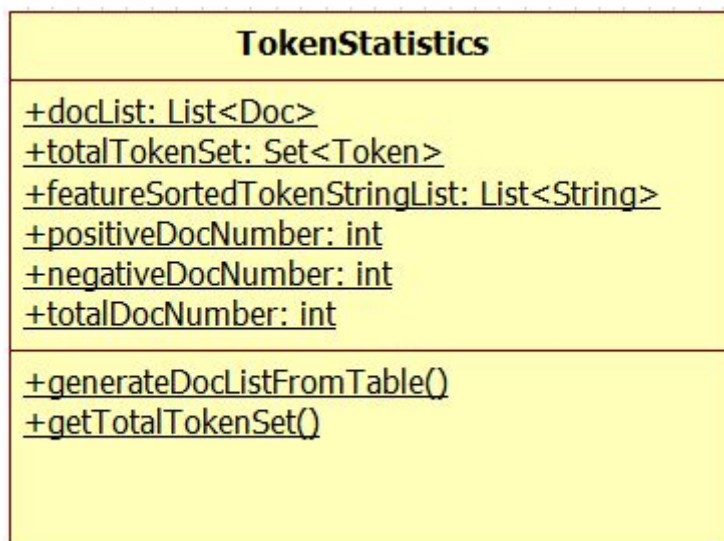 TokenStatistics
+docList: List<Doc>
+totalTokenSet: Set<Token>
+featureSortedTokenStringList: List<String>
+positiveDocNumber: int
+negativeDocNumber: int
+totalDocNumber: int
+generateDocListFromTable()
+getTotalTokenSet()